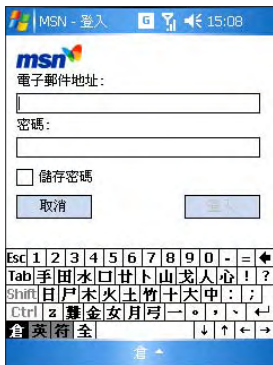 MSN - 登入 G 15:08
msn
電子郵件地址:
密碼:
儲存密碼
取消 登入
Esc 1 2 3 4 5 6 7 8 9 0 - =
Tab 手 田 水 口 廿 卜 山 戈 人 心 ! ?
Shift 日 尸 木 火 土 竹 十 大 中 : ;
Ctrl z 難 金 女 月 弓 一 。 , 、
倉 英 符 全 ↓ ↑ ← →
倉